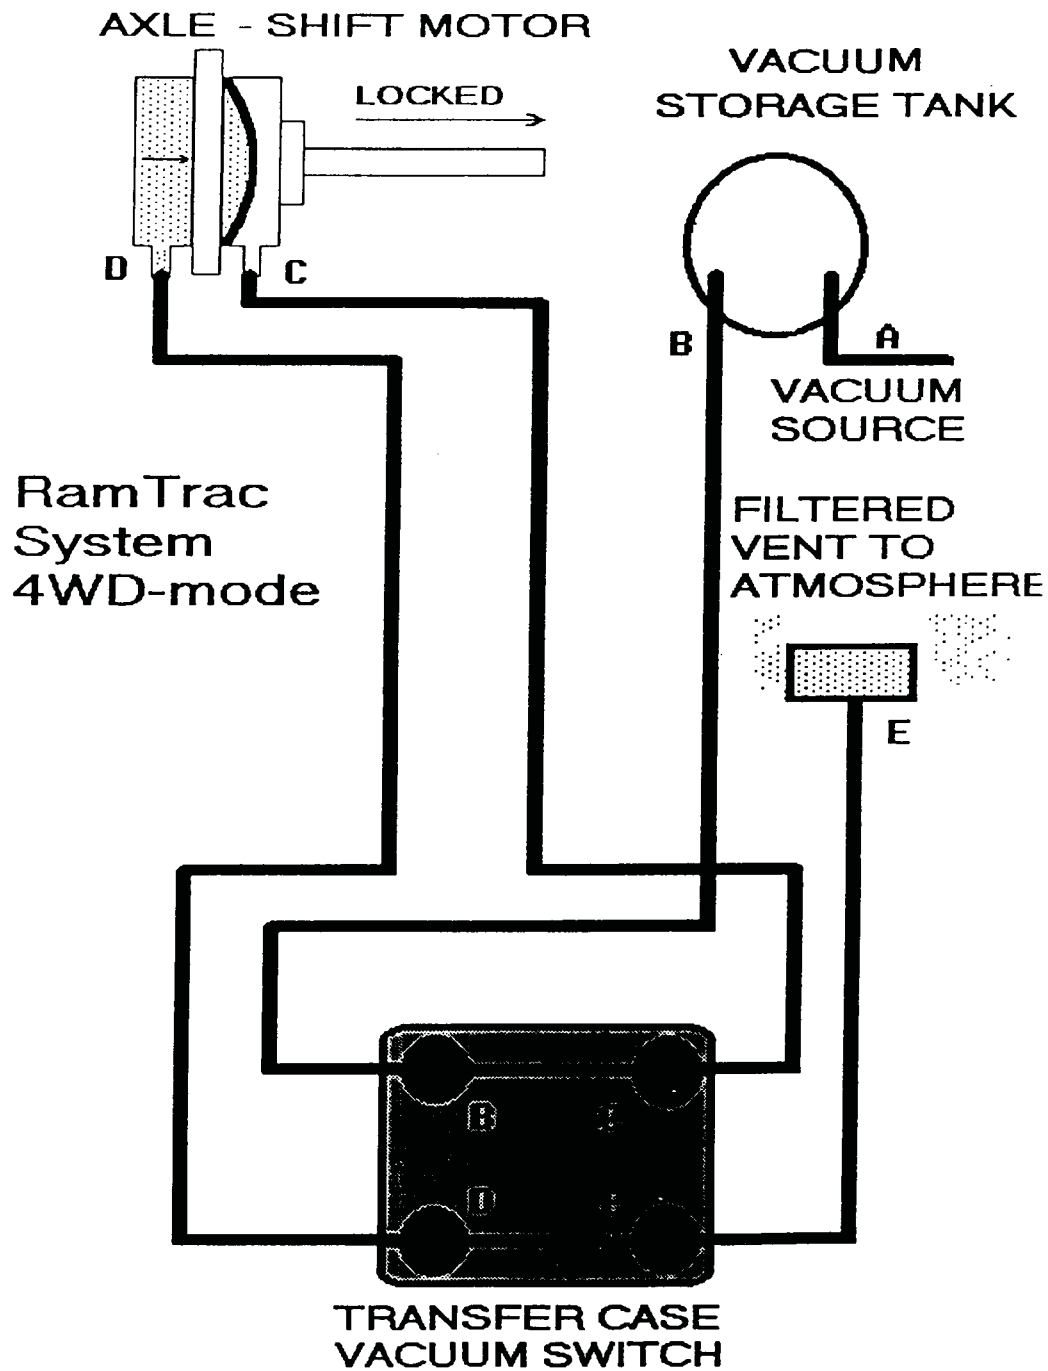 AXLE - SHIFT MOTOR
LOCKED
VACUUM
STORAGE TANK
D
C
B
A
VACUUM
SOURCE
RamTrac
System
4WD-mode
FILTERED
VENT TO
ATMOSPHERE
E
B
D
TRANSFER CASE
VACUUM SWITCH